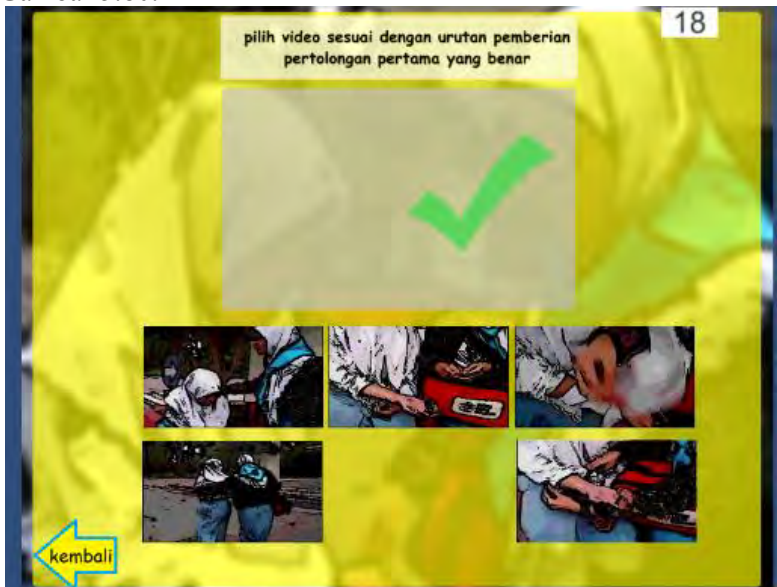 18
pilih video sesuai dengan urutan pemberian
pertolongan pertama yang benar
kembali